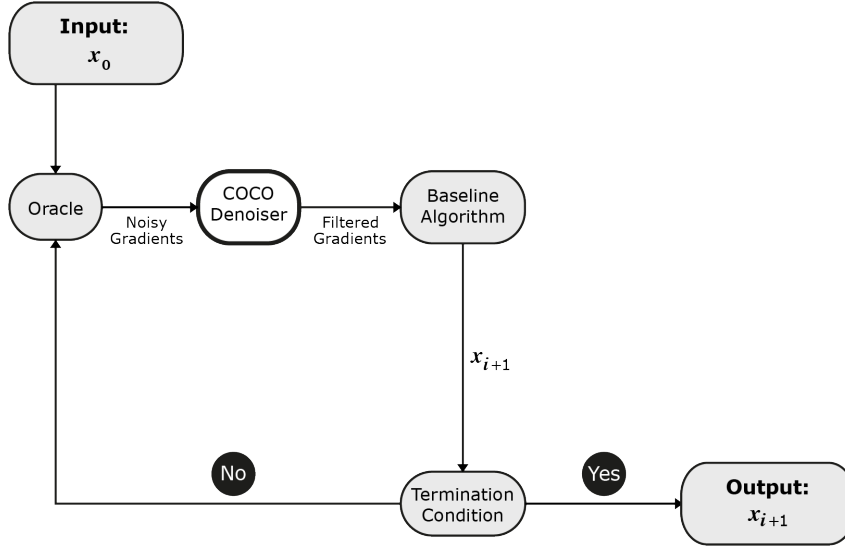 Input:
x₀
Oracle
Noisy
Gradients
COCO
Denoiser
Filtered
Gradients
Baseline
Algorithm
xᵢ₊₁
No
Yes
Termination
Condition
Output:
xᵢ₊₁